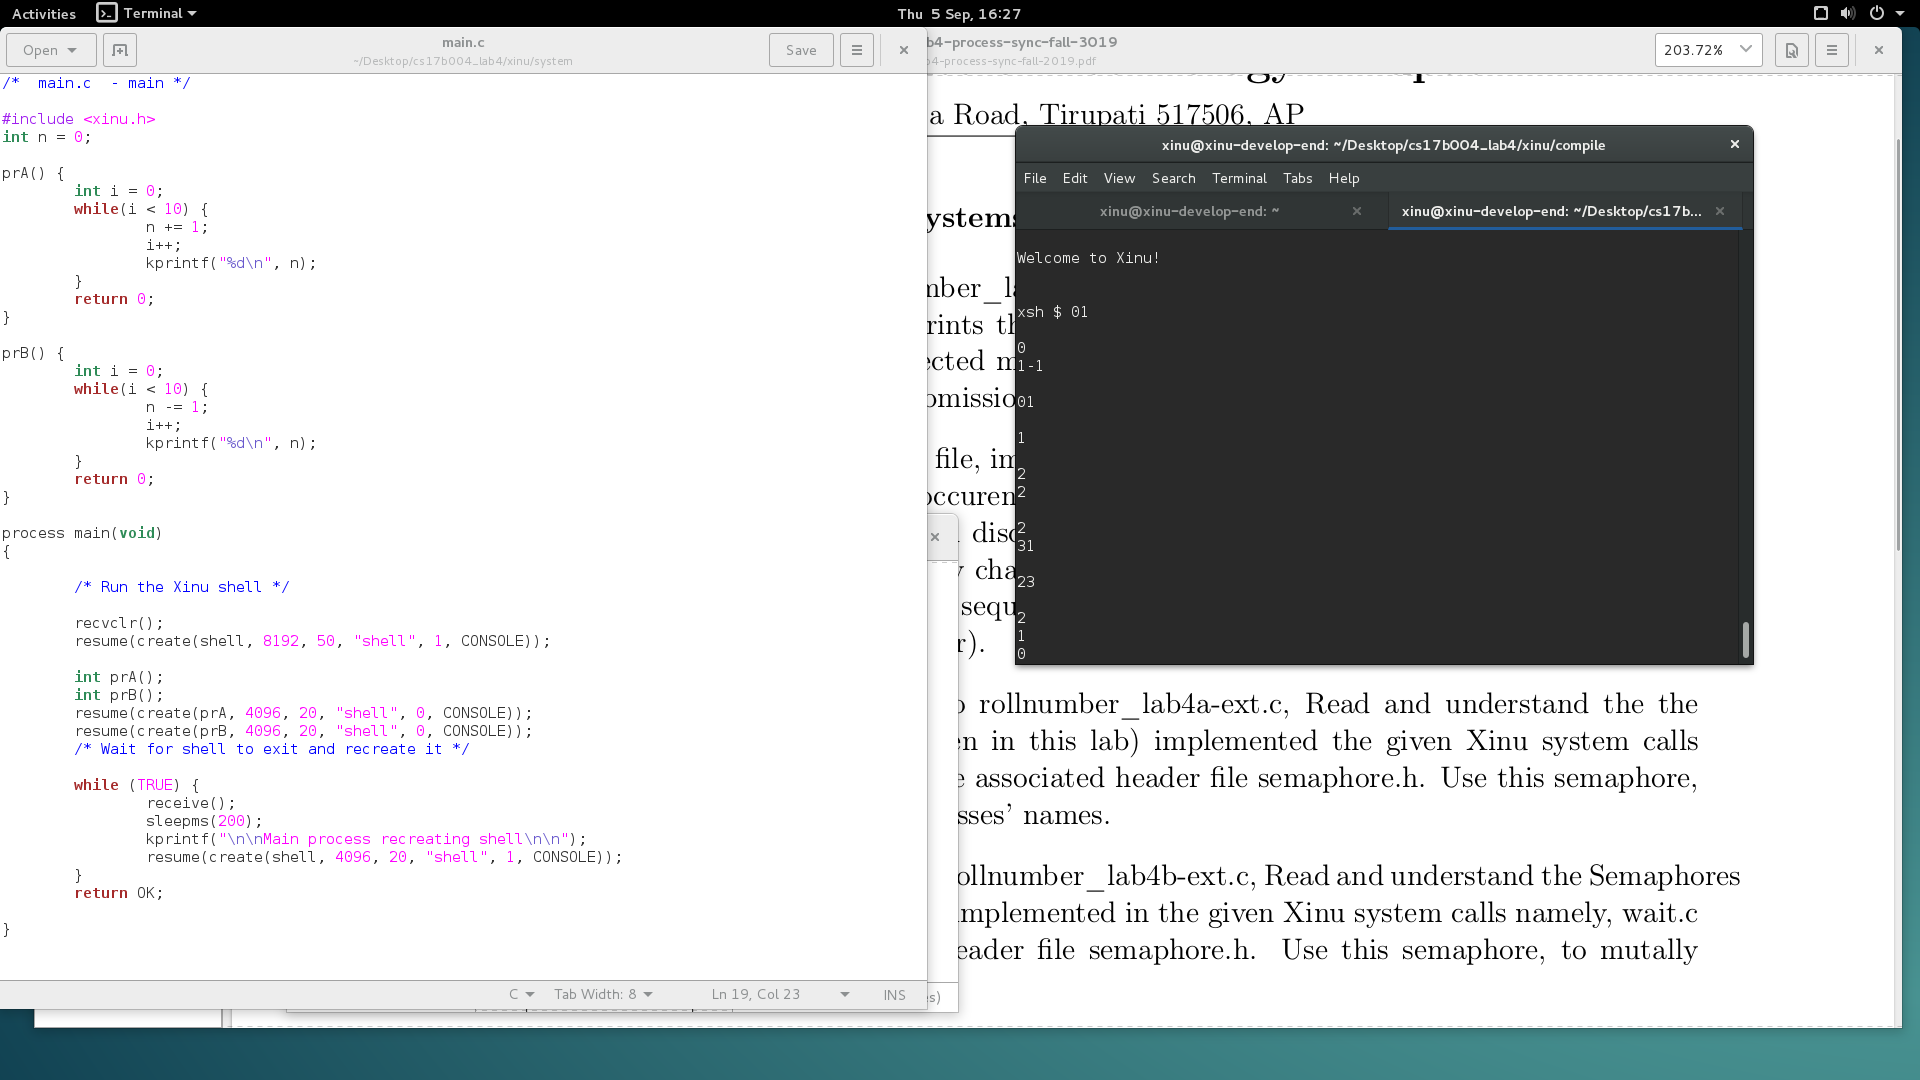 Activities Terminal Thu 5 Sep, 16:27
Open main.c Save
~/Desktop/cs17b004_lab4/xinu/system
/*  main.c  - main */
#include <xinu.h>
int n = 0;
prA() {
int i = 0;
while(i < 10) {
n += 1;
i++;
kprintf("%d\n", n);
}
return 0;
}
prB() {
int i = 0;
while(i < 10) {
n -= 1;
i++;
kprintf("%d\n", n);
}
return 0;
}
process main(void)
{
/* Run the Xinu shell */
recvclr();
resume(create(shell, 8192, 50, "shell", 1, CONSOLE));
int prA();
int prB();
resume(create(prA, 4096, 20, "shell", 0, CONSOLE));
resume(create(prB, 4096, 20, "shell", 0, CONSOLE));
/* Wait for shell to exit and recreate it */
while (TRUE) {
receive();
sleepms(200);
kprintf("\n\nMain process recreating shell\n\n");
resume(create(shell, 4096, 20, "shell", 1, CONSOLE));
}
return OK;
}
C Tab Width: 8 Ln 19, Col 23 INS
es)
b4-process-sync-fall-3019
b4-process-sync-fall-2019.pdf
203.72%
a Road, Tirupati 517506, AP
ystems
mber_la
rints th
ected m
omissio
file, im
occuren
disc
y cha
sequ
r).
o rollnumber_lab4a-ext.c, Read and understand the the
en in this lab) implemented the given Xinu system calls
e associated header file semaphore.h. Use this semaphore,
sses' names.
ollnumber_lab4b-ext.c, Read and understand the Semaphores
implemented in the given Xinu system calls namely, wait.c
eader file semaphore.h. Use this semaphore, to mutally
xinu@xinu-develop-end: ~/Desktop/cs17b004_lab4/xinu/compile
File Edit View Search Terminal Tabs Help
xinu@xinu-develop-end: ~
xinu@xinu-develop-end: ~/Desktop/cs17b...
Welcome to Xinu!
xsh $ 01
0
1-1
01
1
2
2
2
31
23
2
1
0